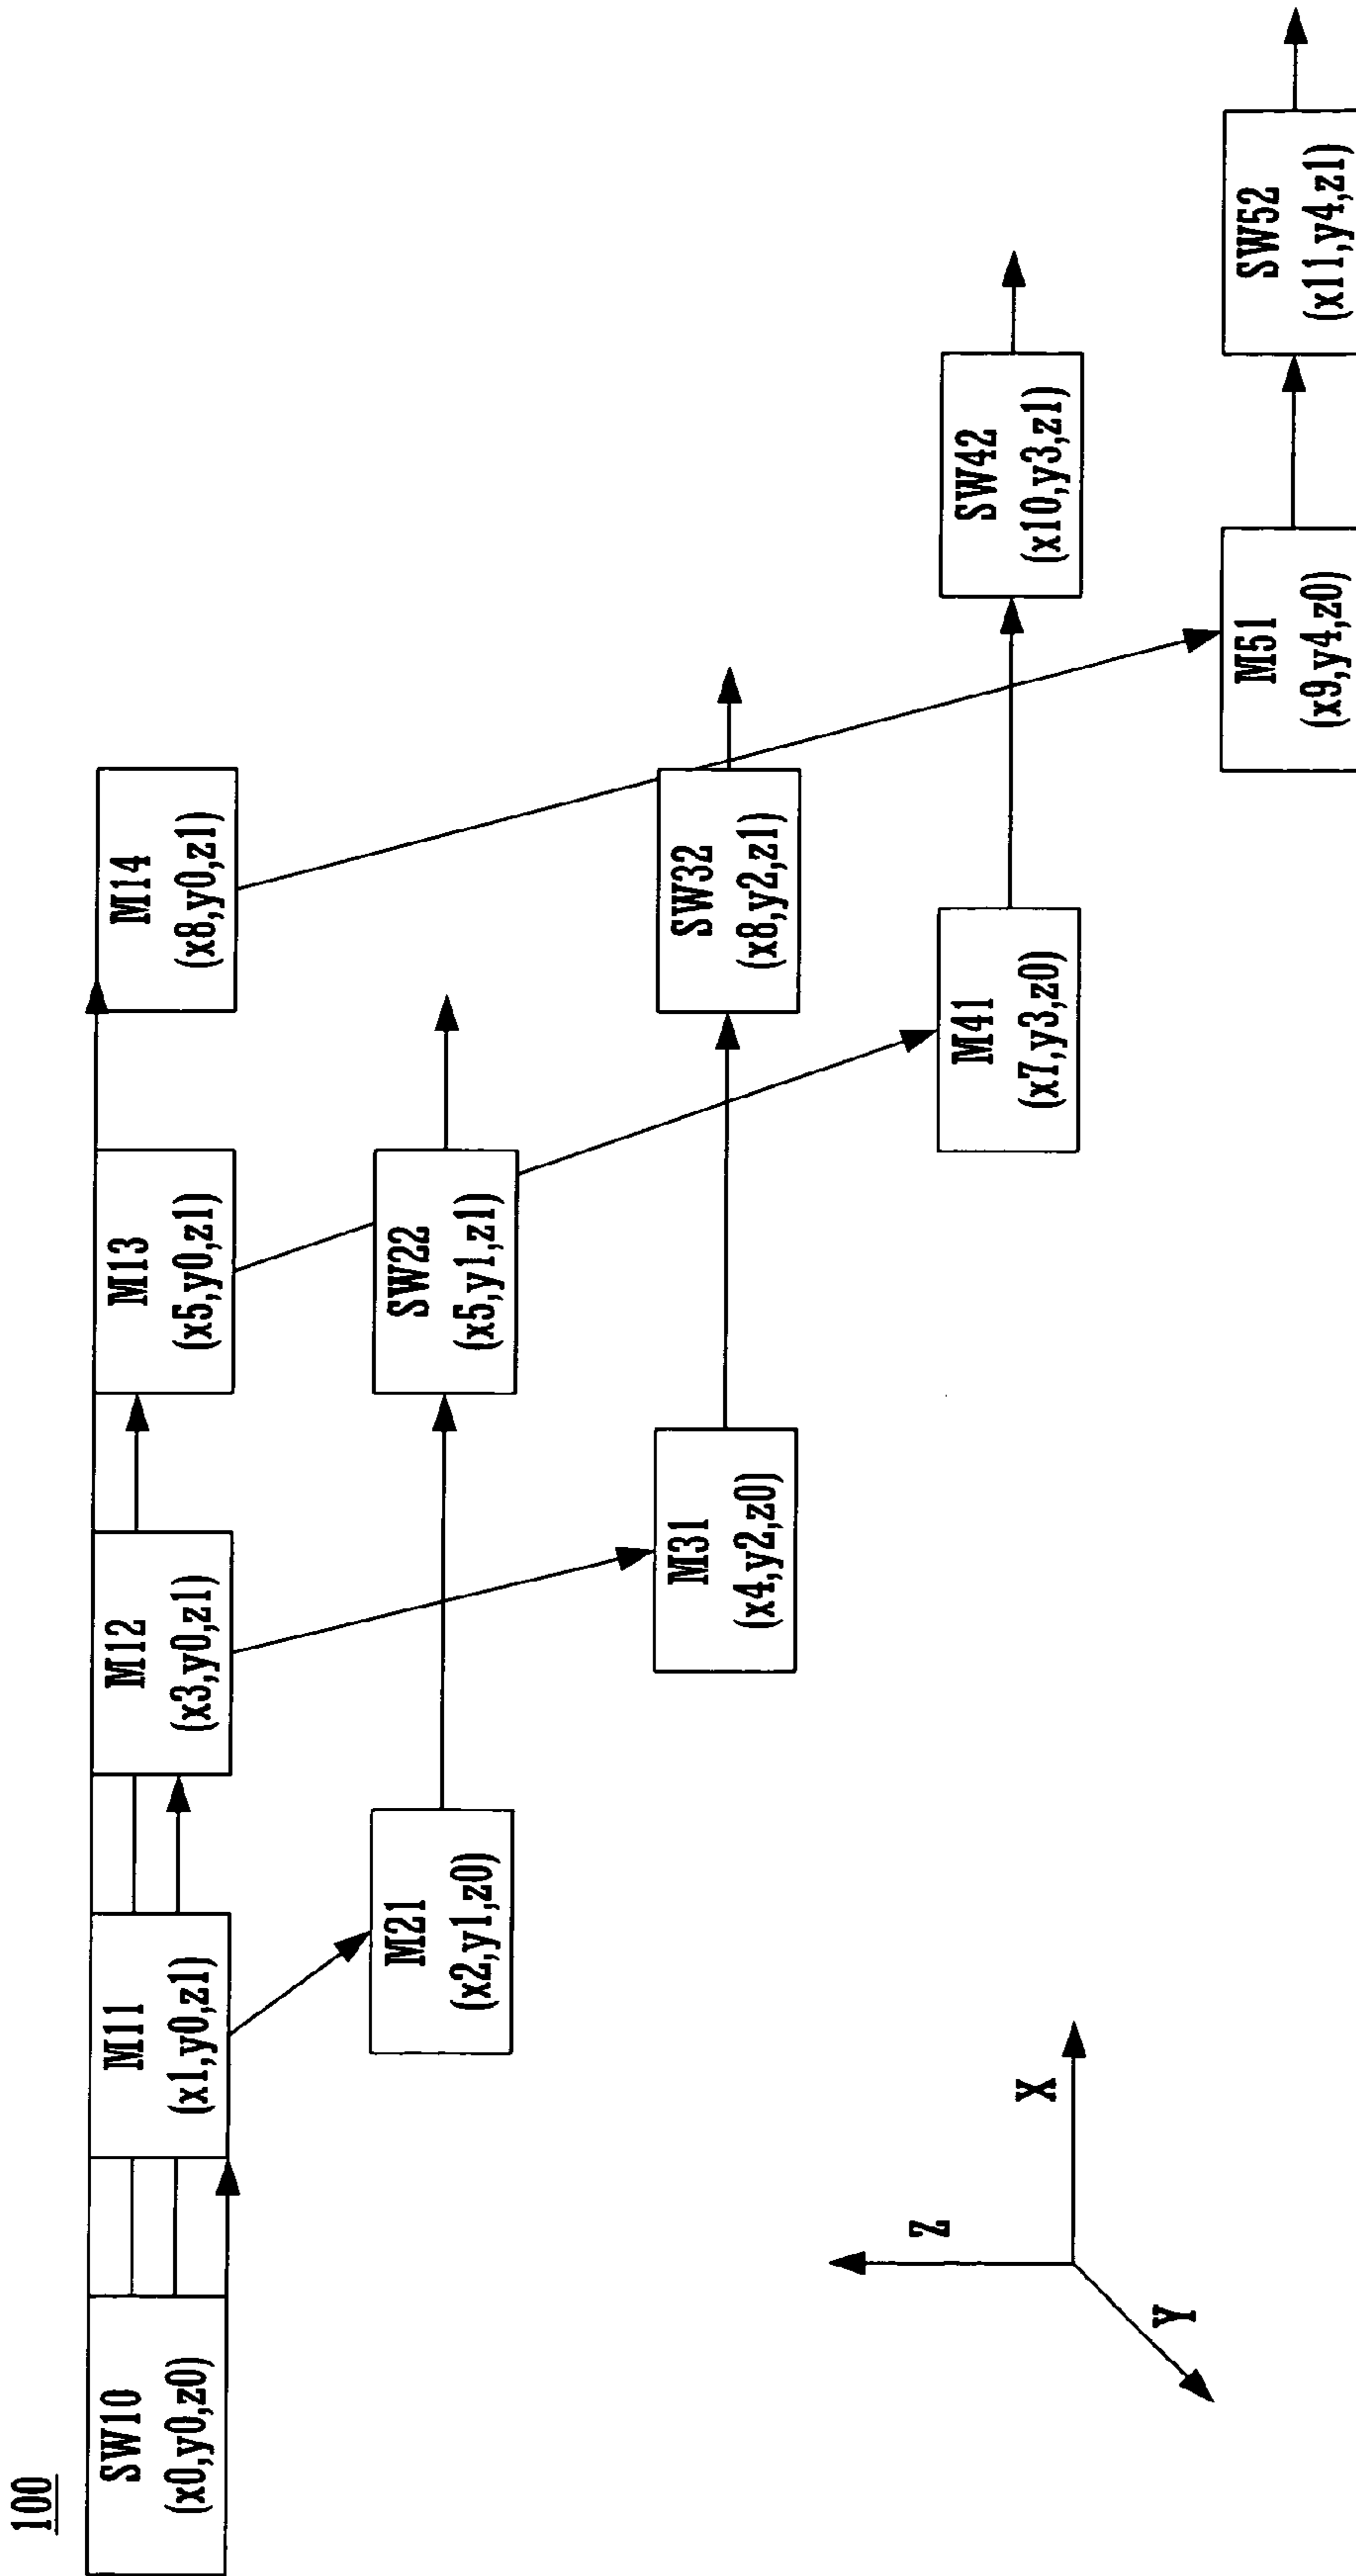 100
SW10
(x0,y0,z0)
M11
(x1,y0,z1)
M12
(x3,y0,z1)
M13
(x5,y0,z1)
M14
(x8,y0,z1)
M21
(x2,y1,z0)
SW22
(x5,y1,z1)
M31
(x4,y2,z0)
SW32
(x8,y2,z1)
M41
(x7,y3,z0)
SW42
(x10,y3,z1)
M51
(x9,y4,z0)
SW52
(x11,y4,z1)
Z
X
Y